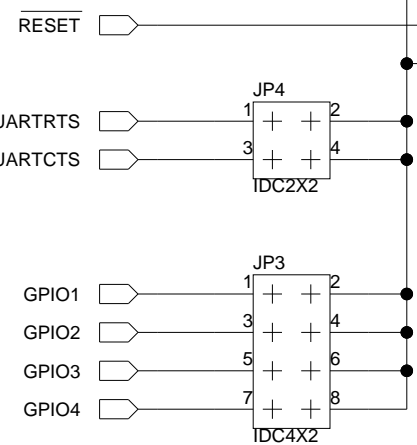 RESET
JP4
1 2
UARTRTS
3 4
UARTCTS
IDC2X2
JP3
GPIO1 1 2
GPIO2 3 4
GPIO3 5 6
GPIO4 7 8
IDC4X2